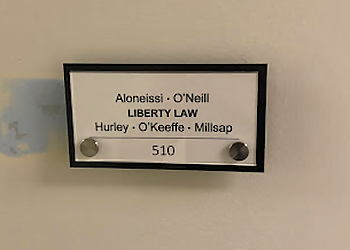 Aloneissi · O'Neill
LIBERTY LAW
Hurley · O'Keeffe · Millsap
510